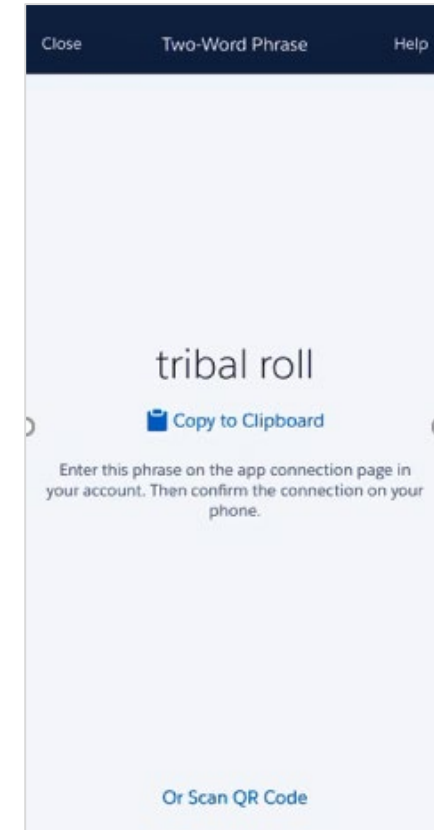 Close Two-Word Phrase Help
tribal roll
Copy to Clipboard
Enter this phrase on the app connection page in
your account. Then confirm the connection on your
phone.
Or Scan QR Code